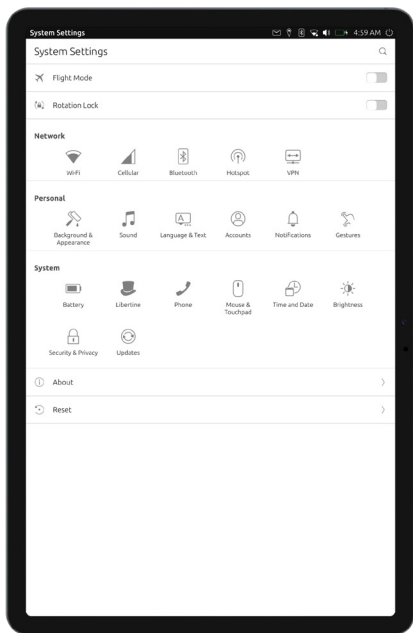 System Settings
4:59 AM
System Settings
Flight Mode
Rotation Lock
Network
Wi-Fi
Cellular
Bluetooth
Hotspot
VPN
Personal
Background &
Appearance
Sound
Language & Text
Accounts
Notifications
Gestures
System
Battery
Libertine
Phone
Mouse &
Touchpad
Time and Date
Brightness
Security & Privacy
Updates
About
Reset